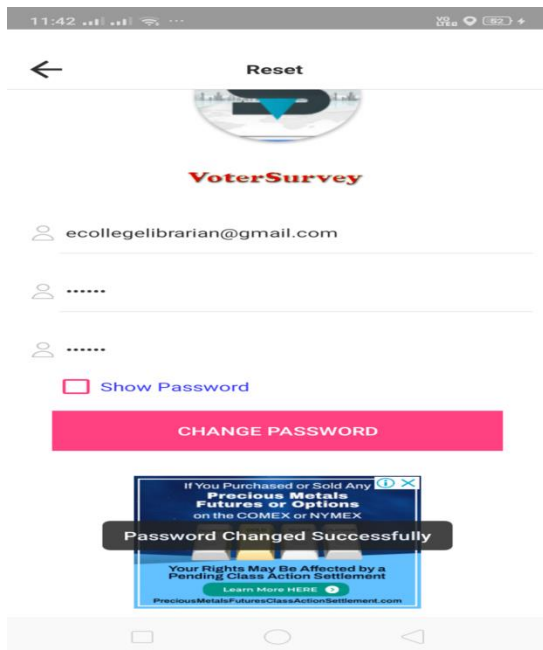 11:42
52
Reset
VoterSurvey
ecollegelibrarian@gmail.com
••••••
••••••
Show Password
CHANGE PASSWORD
If You Purchased or Sold Any
Precious Metals
Futures or Options
on the COMEX or NYMEX
Password Changed Successfully
Your Rights May Be Affected by a
Pending Class Action Settlement
Learn More HERE
PreciousMetalsFuturesClassActionSettlement.com